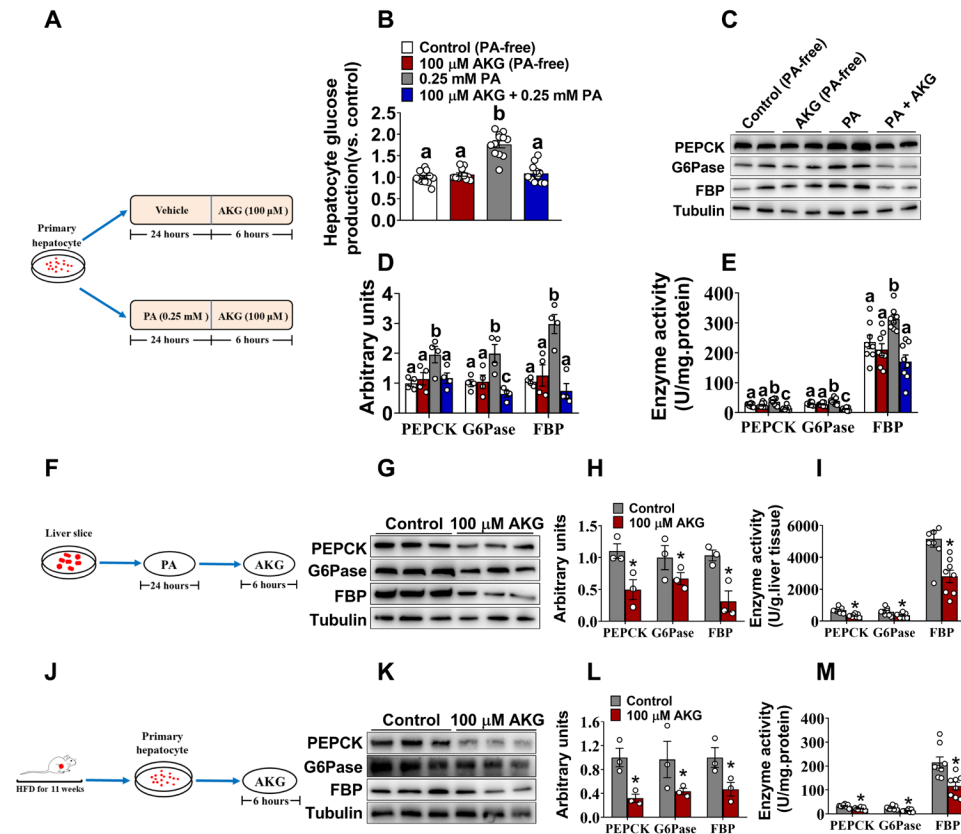 A
B
Control (PA-free)
100 μM AKG (PA-free)
0.25 mM PA
100 μM AKG + 0.25 mM PA
Hepatocyte glucose
production(vs. control)
2.5
2.0
1.5
1.0
0.5
0.0
a a b a
C
Control (PA-free)
AKG (PA-free)
PA
PA + AKG
PEPCK
G6Pase
FBP
Tubulin
Primary
hepatocyte
Vehicle
AKG (100 μM )
24 hours
6 hours
PA (0.25 mM )
AKG (100 μM)
24 hours
6 hours
D
Arbitrary units
4
3
2
1
0
a a b a
a a b c
a a b a
PEPCK G6Pase FBP
E
Enzyme activity
(U/mg.protein)
400
300
200
100
0
a a b c
a a b c
a a b a
PEPCK G6Pase FBP
F
Liver slice
PA
24 hours
AKG
6 hours
G
Control 100 μM AKG
PEPCK
G6Pase
FBP
Tubulin
H
Control
100 μM AKG
Arbitrary units
1.5
1.0
0.5
0.0
* * *
PEPCK G6Pase FBP
I
Enzyme activity
(U/g.liver tissue)
6000
4000
2000
0
* * *
PEPCK G6Pase FBP
J
HFD for 11 weeks
Primary
hepatocyte
AKG
6 hours
K
Control 100 μM AKG
PEPCK
G6Pase
FBP
Tubulin
L
Control
100 μM AKG
Arbitrary units
1.6
1.2
0.8
0.4
0.0
* * *
PEPCK G6Pase FBP
M
Enzyme activity
(U/mg.protein)
400
300
200
100
0
* * *
PEPCK G6Pase FBP